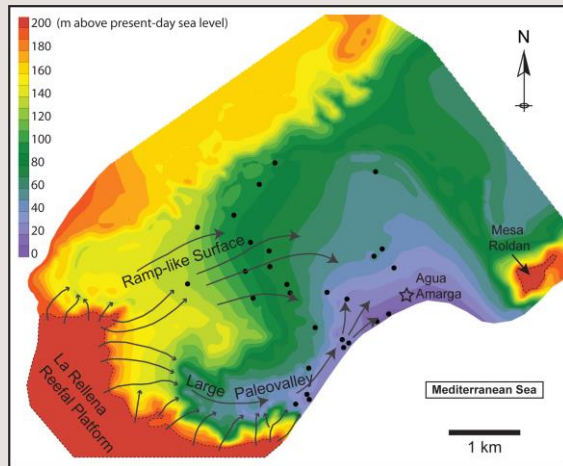 200 (m above present-day sea level)
180
160
140
120
100
80
60
40
20
0
N
Ramp-like Surface
Mesa
Roldan
Agua
Amarga
La Rellena
Reefal Platform
Large Paleovalley
Mediterranean Sea
1 km